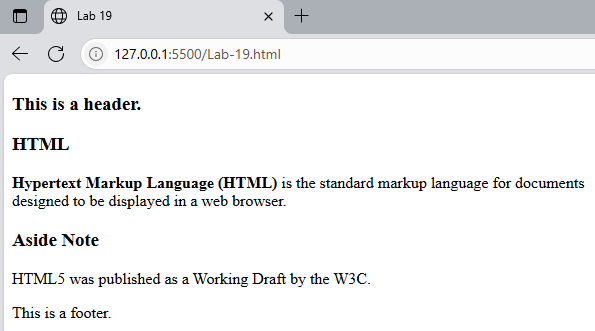 Lab 19
127.0.0.1:5500/Lab-19.html
This is a header.
HTML
Hypertext Markup Language (HTML) is the standard markup language for documents
designed to be displayed in a web browser.
Aside Note
HTML5 was published as a Working Draft by the W3C.
This is a footer.